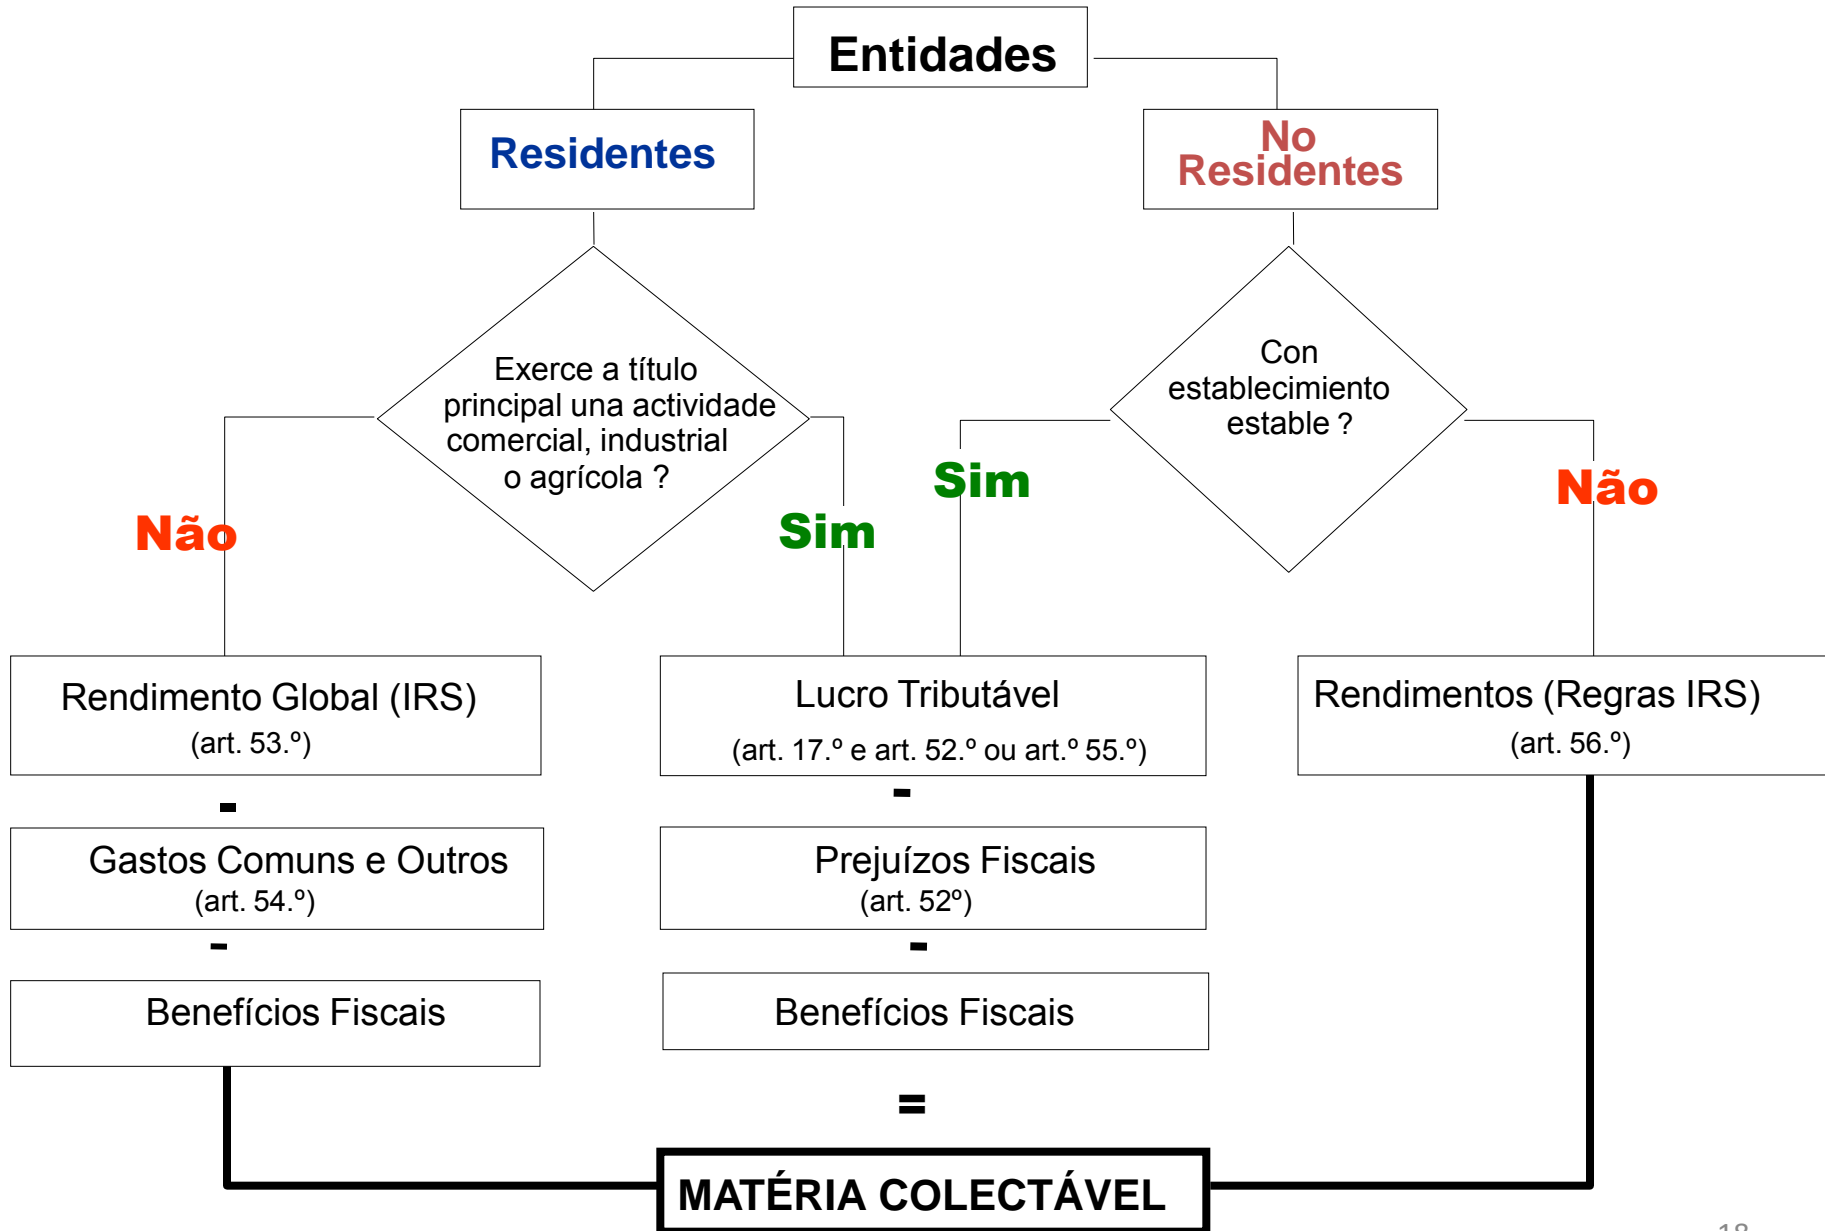 Entidades
Residentes
No
Residentes
Exerce a título
principal una actividade
comercial, industrial
o agrícola ?
Con
establecimiento
estable ?
Não
Sim
Sim
Não
Rendimento Global (IRS)
(art. 53.º)
Lucro Tributável
(art. 17.º e art. 52.º ou art.º 55.º)
Rendimentos (Regras IRS)
(art. 56.º)
-
-
Gastos Comuns e Outros
(art. 54.º)
Prejuízos Fiscais
(art. 52º)
-
-
Benefícios Fiscais
Benefícios Fiscais
=
MATÉRIA COLECTÁVEL
18